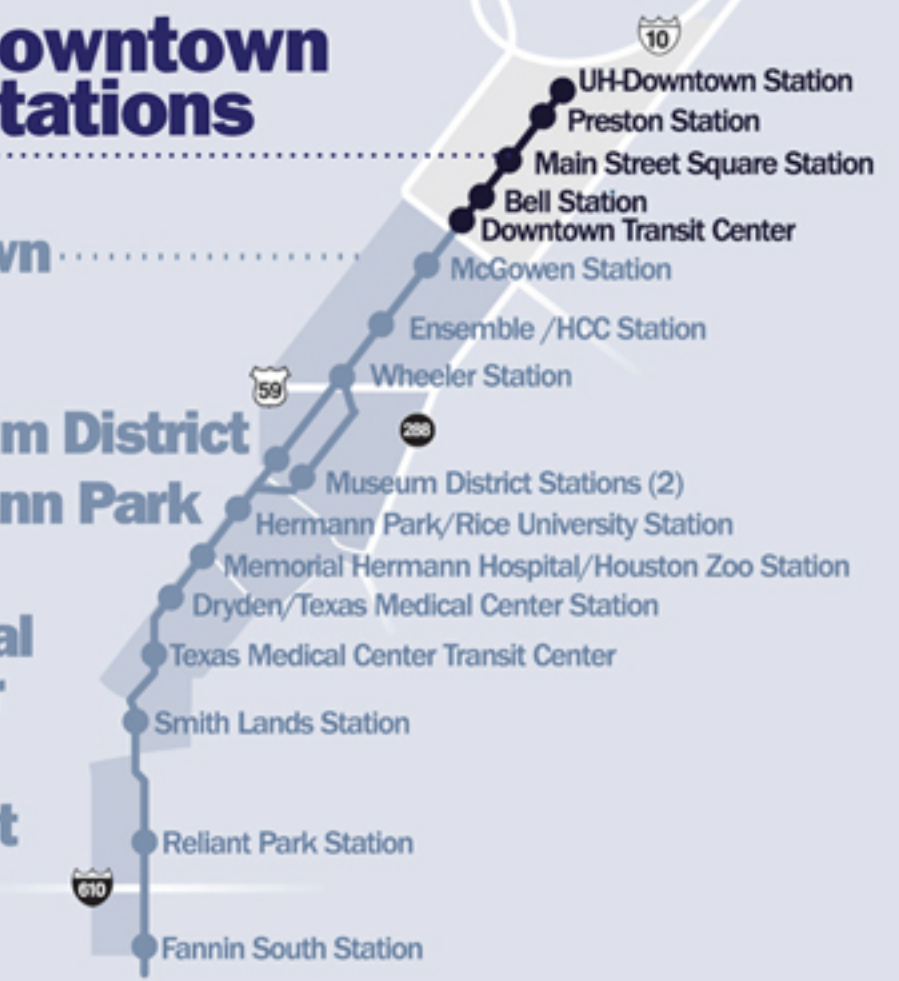 owntown
tations
10
UH-Downtown Station
Preston Station
Main Street Square Station
Bell Station
Downtown Transit Center
wn
McGowen Station
Ensemble /HCC Station
Wheeler Station
59
288
m District
Museum District Stations (2)
nn Park
Hermann Park/Rice University Station
Memorial Hermann Hospital/Houston Zoo Station
Dryden/Texas Medical Center Station
al
Texas Medical Center Transit Center
r
Smith Lands Station
t
Reliant Park Station
610
Fannin South Station